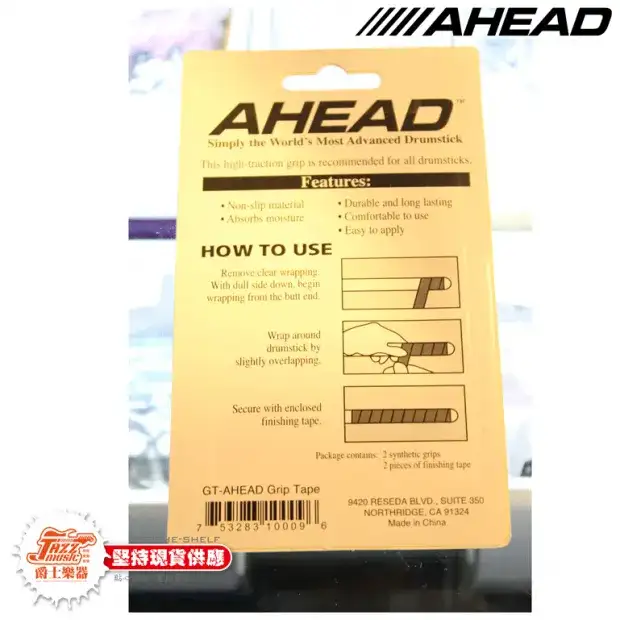 AHEAD
AHEAD™
Simply the World's Most Advanced Drumstick
This high-traction grip is recommended for all drumsticks.
Features:
• Non-slip material
• Absorbs moisture
• Durable and long lasting
• Comfortable to use
• Easy to apply
HOW TO USE
Remove clear wrapping.
With dull side down, begin
wrapping from the butt end.
Wrap around
drumstick by
slightly overlapping.
Secure with enclosed
finishing tape.
Package contains: 2 synthetic grips
2 pieces of finishing tape
GT-AHEAD Grip Tape
7 53283 10009 6
9420 RESEDA BLVD., SUITE 350
NORTHRIDGE, CA 91324
Made in China
NE-SHELF
JAZZ
music
爵士樂器
堅持現貨供應